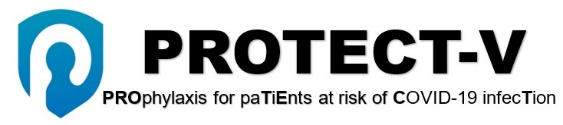 PROTECT-V
PROphylaxis for paTiEnts at risk of COVID-19 infecTion